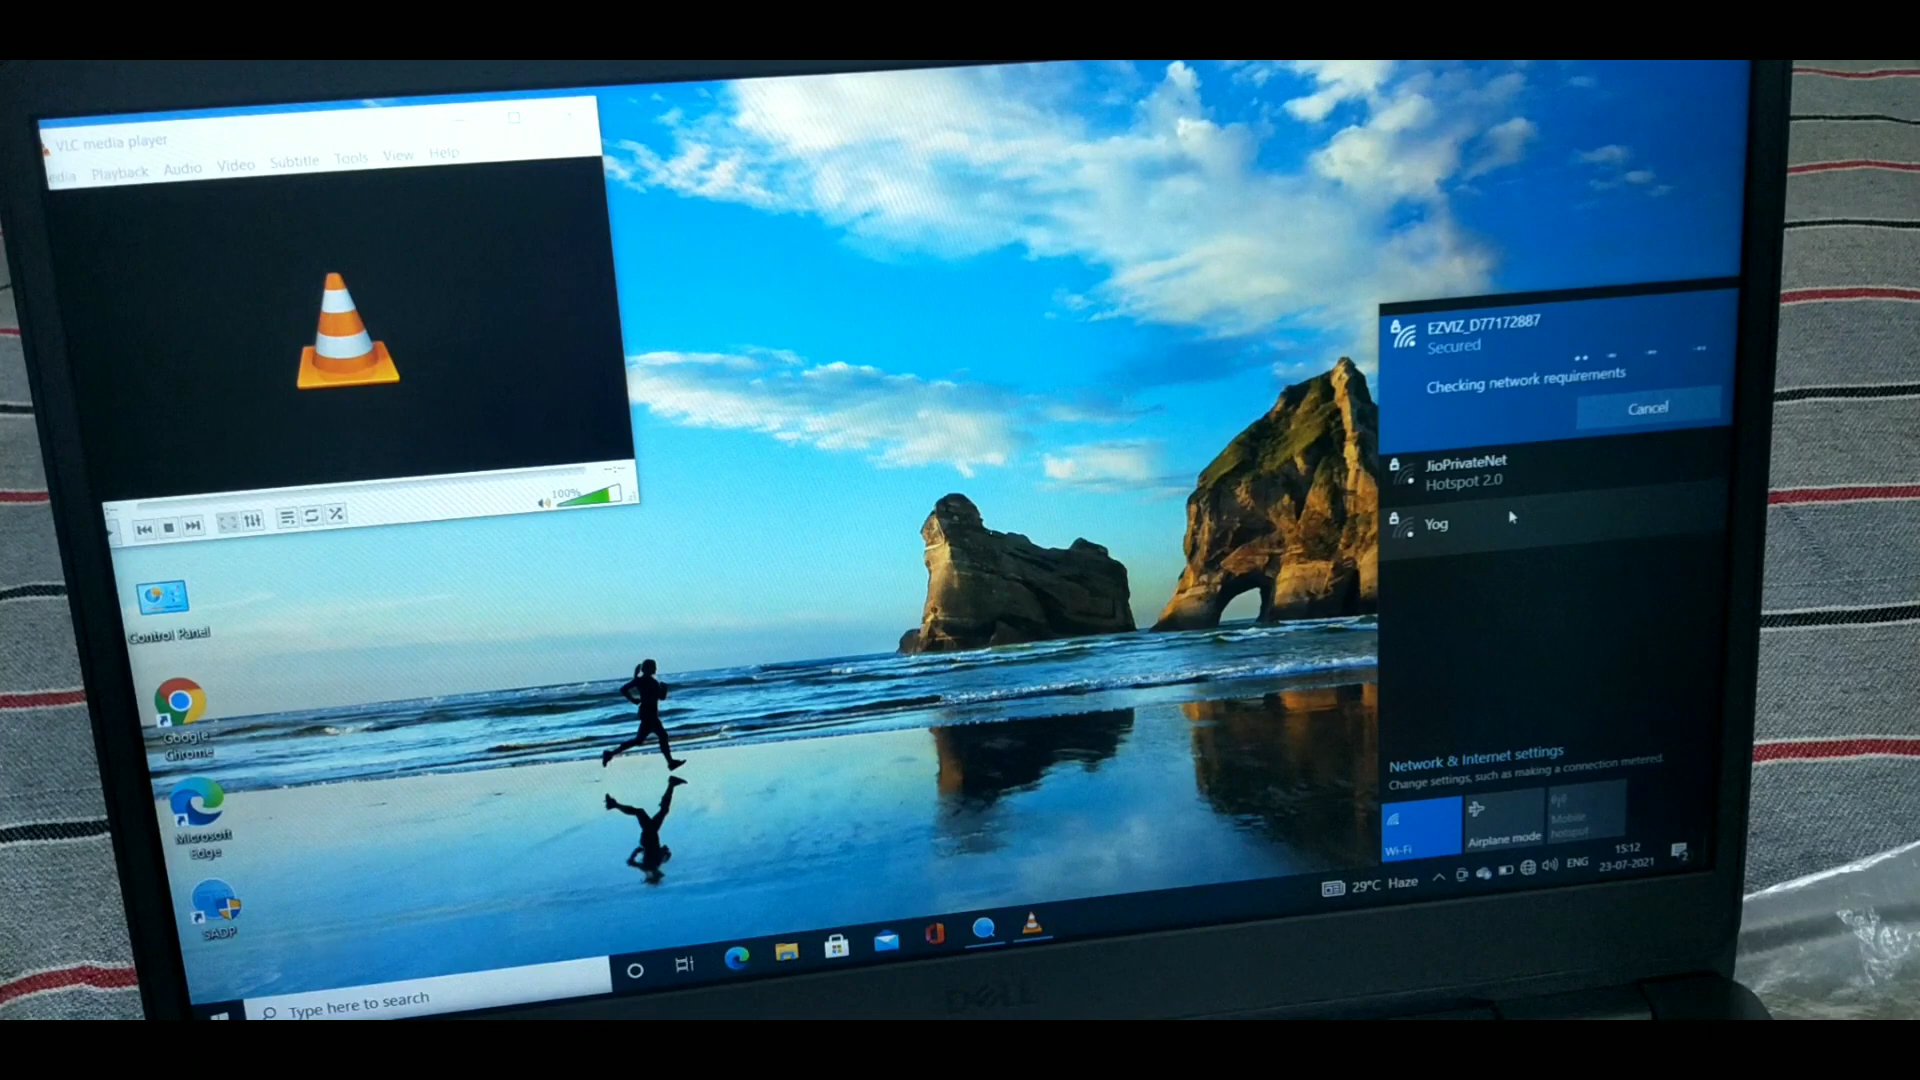 VLC media player
edia Playback Audio Video Subtitle Tools View Help
100%
Control Panel
Google
Chrome
Microsoft
Edge
SADP
EZVIZ_D77172887
Secured
Checking network requirements
Cancel
JioPrivateNet
Hotspot 2.0
Yog
Network & Internet settings
Change settings, such as making a connection metered.
Wi-Fi
Airplane mode
Mobile
hotspot
Type here to search
29°C Haze
ENG
15:12
23-07-2021
2
DELL